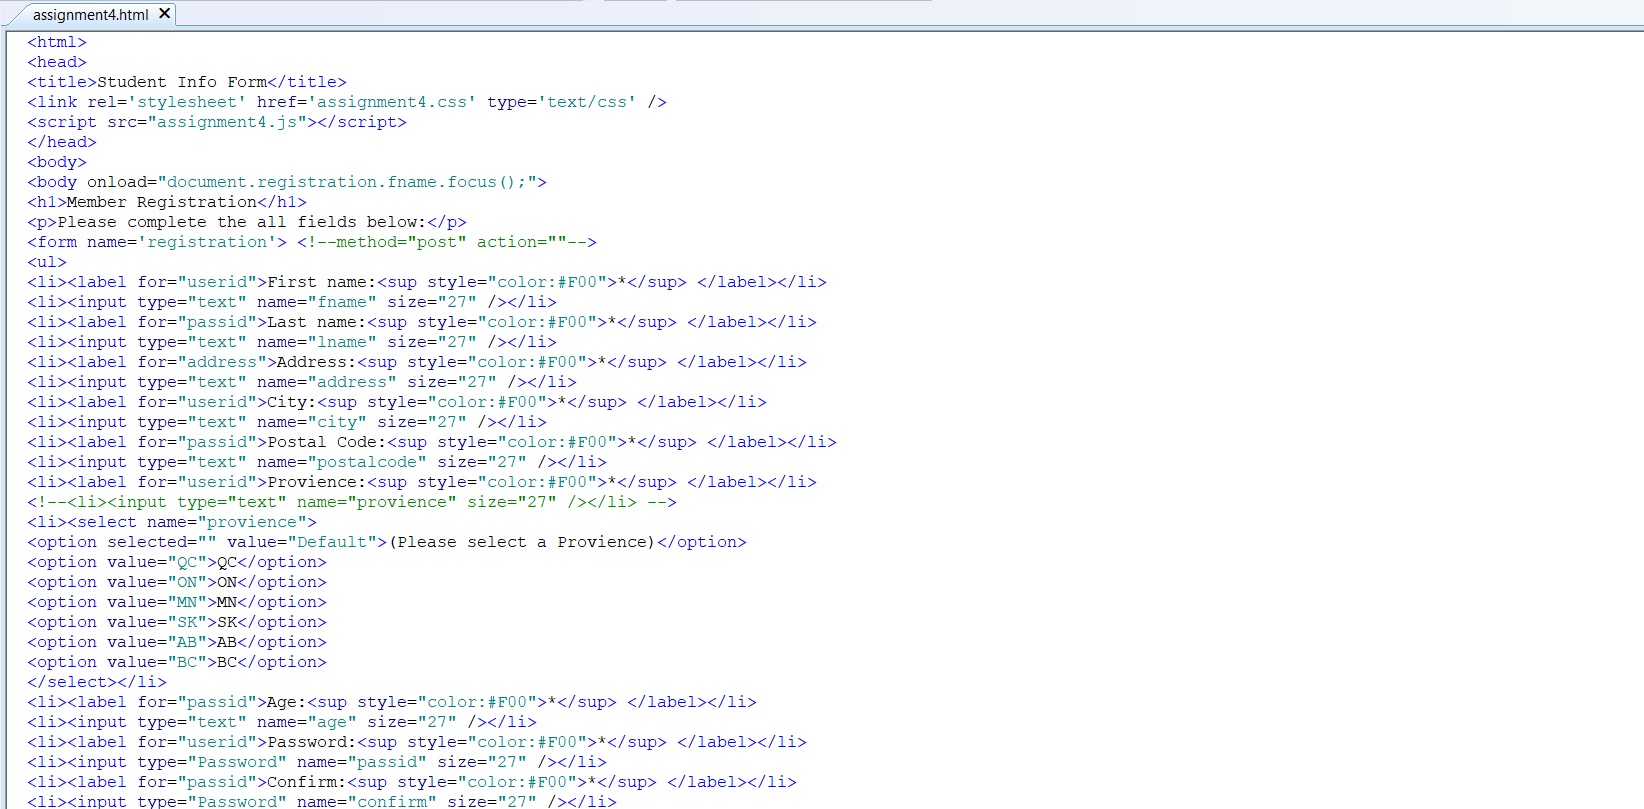 assignment4.html
<html>
<head>
<title>Student Info Form</title>
<link rel='stylesheet' href='assignment4.css' type='text/css' />
<script src="assignment4.js"></script>
</head>
<body>
<body onload="document.registration.fname.focus();">
<h1>Member Registration</h1>
<p>Please complete the all fields below:</p>
<form name='registration'> <!--method="post" action=""-->
<ul>
<li><label for="userid">First name:<sup style="color:#F00">*</sup> </label></li>
<li><input type="text" name="fname" size="27" /></li>
<li><label for="passid">Last name:<sup style="color:#F00">*</sup> </label></li>
<li><input type="text" name="lname" size="27" /></li>
<li><label for="address">Address:<sup style="color:#F00">*</sup> </label></li>
<li><input type="text" name="address" size="27" /></li>
<li><label for="userid">City:<sup style="color:#F00">*</sup> </label></li>
<li><input type="text" name="city" size="27" /></li>
<li><label for="passid">Postal Code:<sup style="color:#F00">*</sup> </label></li>
<li><input type="text" name="postalcode" size="27" /></li>
<li><label for="userid">Provience:<sup style="color:#F00">*</sup> </label></li>
<!--<li><input type="text" name="provience" size="27" /></li> -->
<li><select name="provience">
<option selected="" value="Default">(Please select a Provience)</option>
<option value="QC">QC</option>
<option value="ON">ON</option>
<option value="MN">MN</option>
<option value="SK">SK</option>
<option value="AB">AB</option>
<option value="BC">BC</option>
</select></li>
<li><label for="passid">Age:<sup style="color:#F00">*</sup> </label></li>
<li><input type="text" name="age" size="27" /></li>
<li><label for="userid">Password:<sup style="color:#F00">*</sup> </label></li>
<li><input type="Password" name="passid" size="27" /></li>
<li><label for="passid">Confirm:<sup style="color:#F00">*</sup> </label></li>
<li><input type="Password" name="confirm" size="27" /></li>